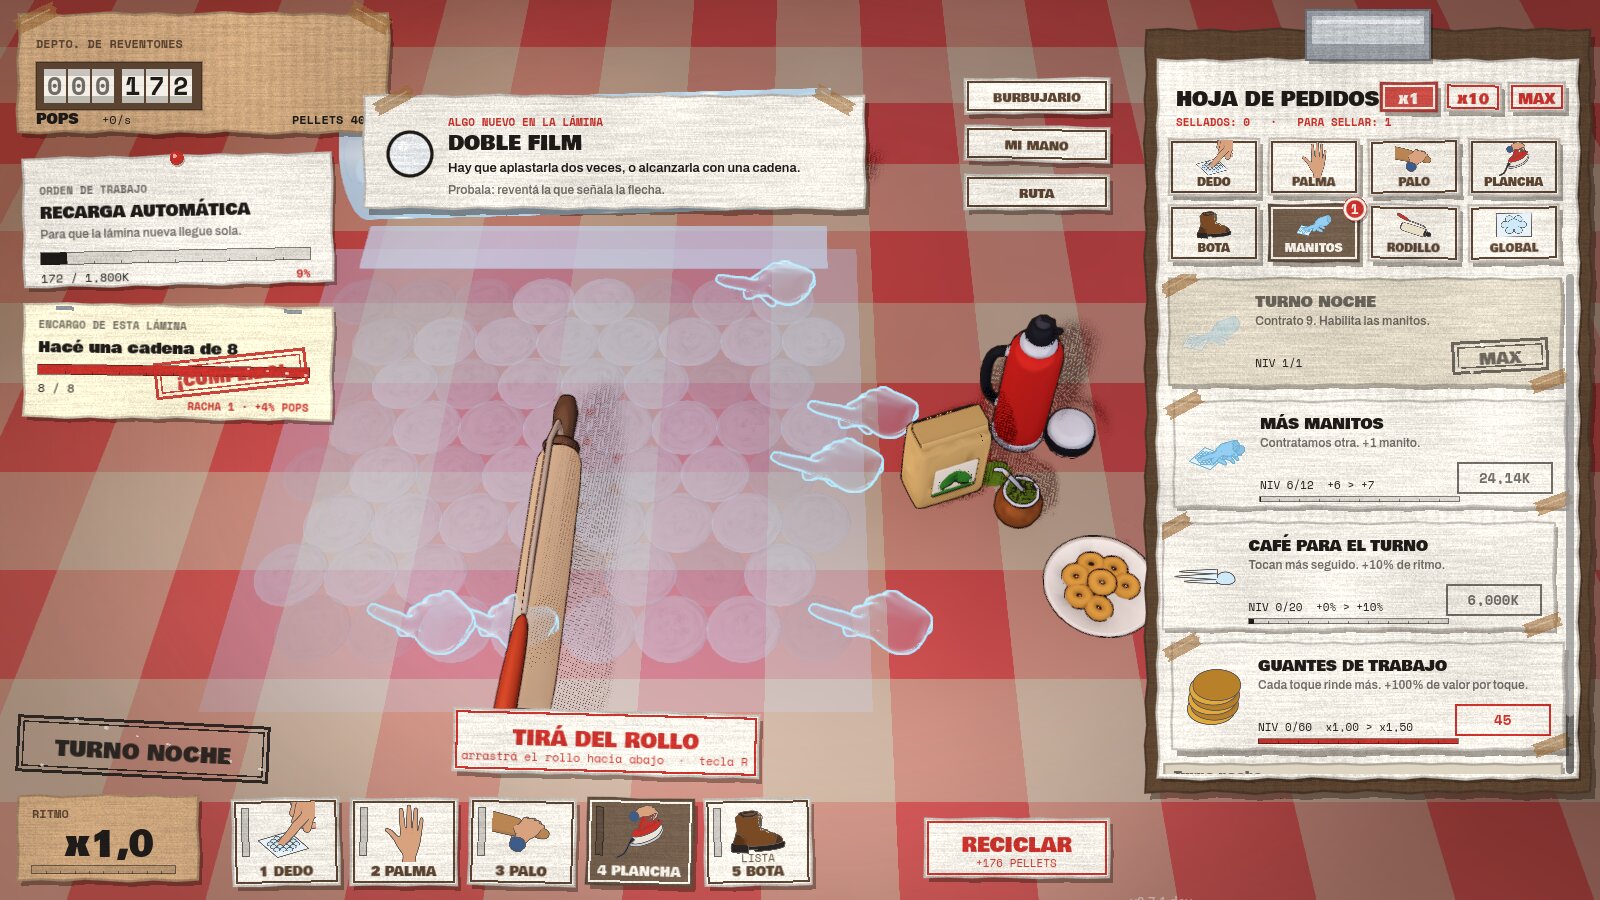 DEPTO. DE REVENTONES
000172
POPS +0/s PELLETS 40
ORDEN DE TRABAJO
RECARGA AUTOMÁTICA
Para que la lámina nueva llegue sola.
172 / 1.800K 9%
ENCARGO DE ESTA LÁMINA
Hacé una cadena de 8
8 / 8
RACHA 1 · +4% POPS
ALGO NUEVO EN LA LÁMINA
DOBLE FILM
Hay que aplastarla dos veces, o alcanzarla con una cadena.
Probala: reventá la que señala la flecha.
BURBUJARIO
MI MANO
RUTA
HOJA DE PEDIDOS x1 x10 MAX
SELLADOS: 0 · PARA SELLAR: 1
DEDO PALMA PALO PLANCHA
1
BOTA MANITOS RODILLO GLOBAL
TURNO NOCHE
Contrato 9. Habilita las manitos.
NIV 1/1 MAX
MÁS MANITOS
Contratamos otra. +1 manito.
NIV 6/12 +6 > +7 24,14K
CAFÉ PARA EL TURNO
Tocan más seguido. +10% de ritmo.
NIV 0/20 +0% > +10% 6,000K
GUANTES DE TRABAJO
Cada toque rinde más. +100% de valor por toque.
NIV 0/60 x1,00 > x1,50 45
TURNO NOCHE
TIRÁ DEL ROLLO
arrastrá el rollo hacia abajo · tecla R
RITMO
x1,0
1 DEDO
2 PALMA
3 PALO
4 PLANCHA
LISTA
5 BOTA
RECICLAR
+176 PELLETS